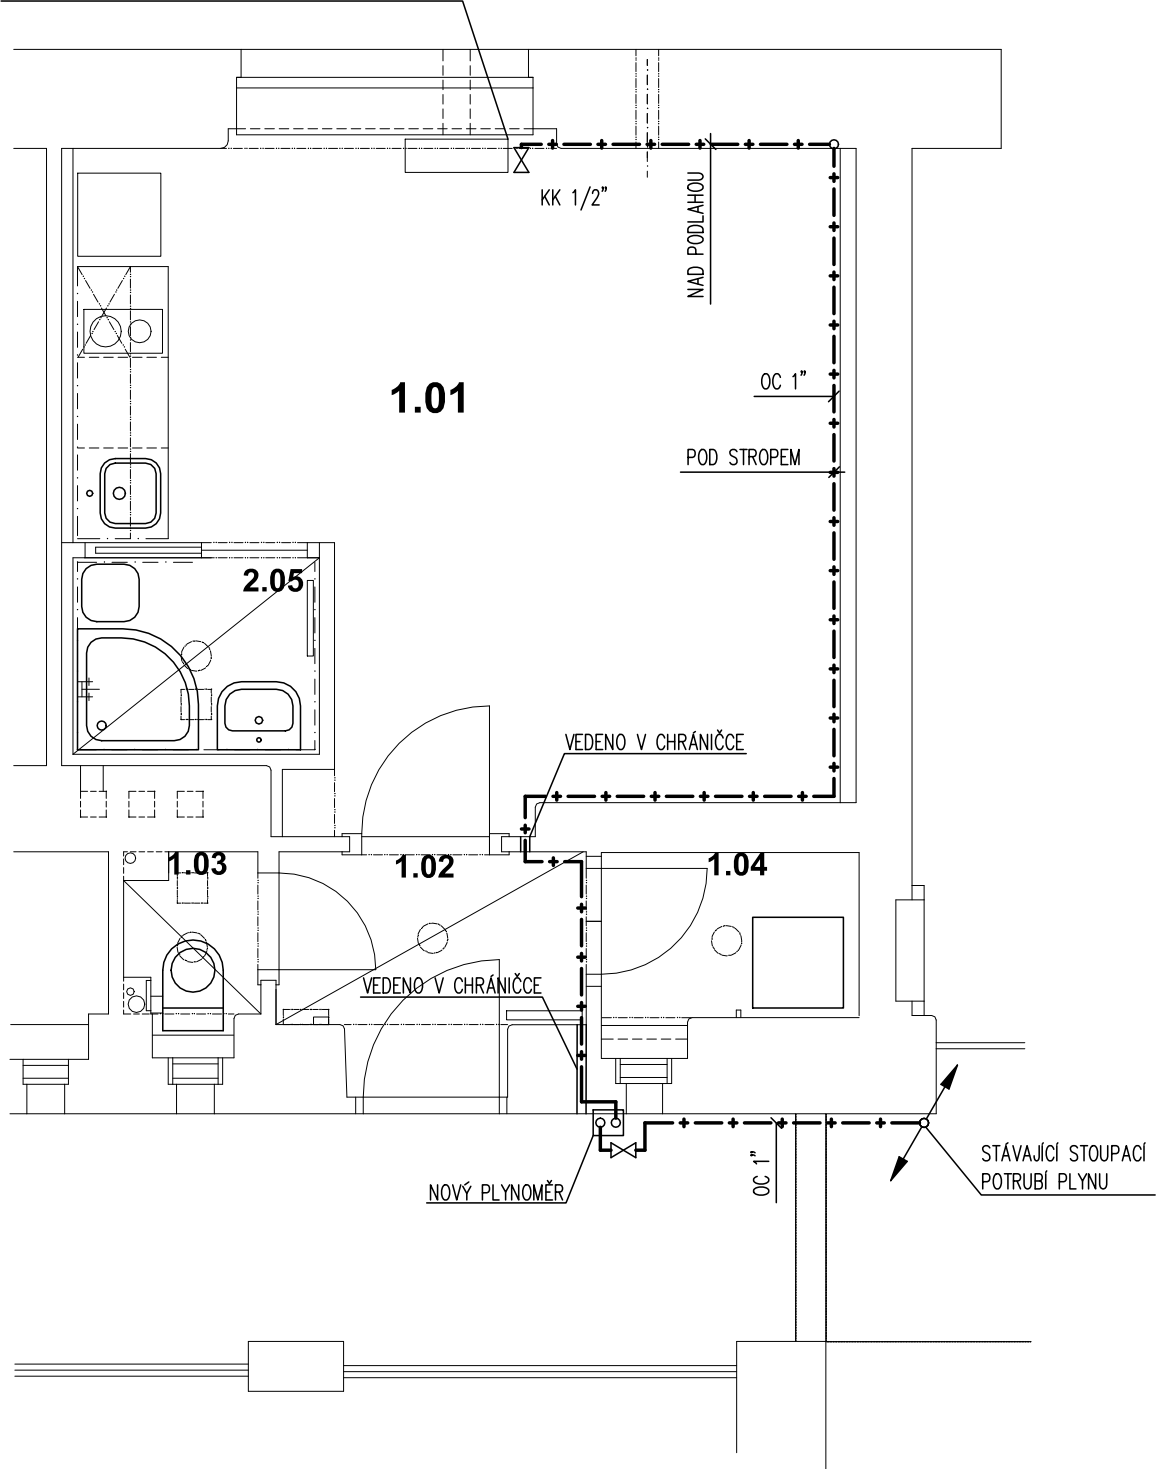 KK 1/2”
NAD PODLAHOU
OC 1”
1.01
POD STROPEM
2.05
VEDENO V CHRÁNIČCE
1.03
1.02
1.04
VEDENO V CHRÁNIČCE
STÁVAJÍCÍ STOUPACÍ
POTRUBÍ PLYNU
OC 1”
NOVÝ PLYNOMĚR